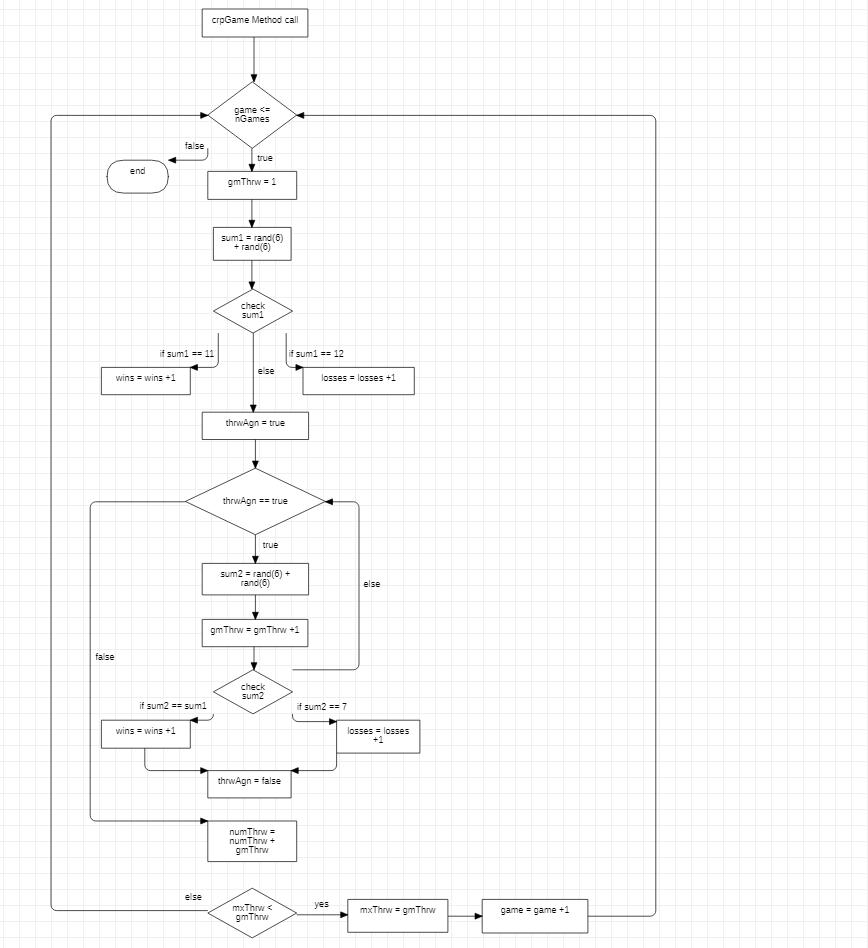 crpGame Method call
game <=
nGames
false
true
end
gmThrw = 1
sum1 = rand(6)
+ rand(6)
check
sum1
if sum1 == 11
if sum1 == 12
else
wins = wins +1
losses = losses +1
thrwAgn = true
thrwAgn == true
true
sum2 = rand(6) +
rand(6)
else
gmThrw = gmThrw +1
false
check
sum2
if sum2 == sum1
if sum2 == 7
wins = wins +1
losses = losses
+1
thrwAgn = false
numThrw =
numThrw +
gmThrw
else
mxThrw <
gmThrw
yes
mxThrw = gmThrw
game = game +1